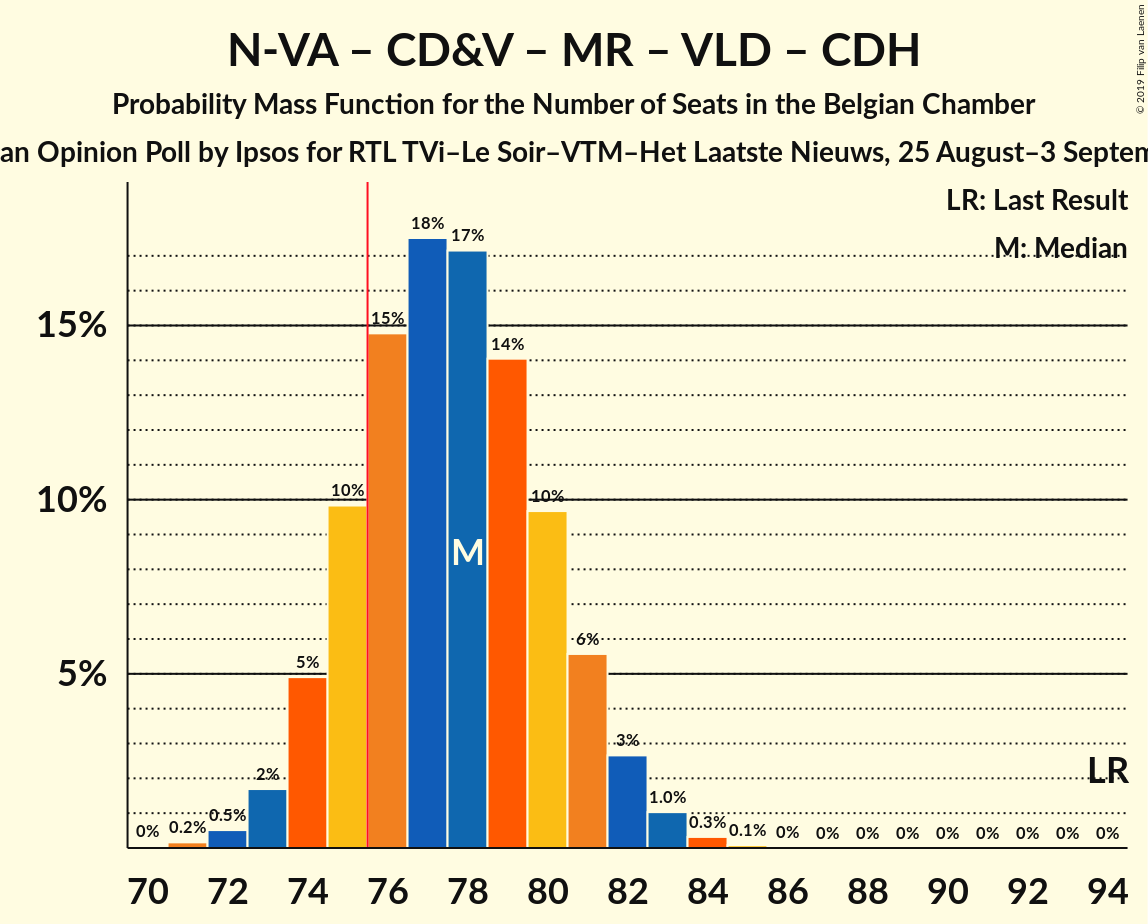 N-VA – CD&V – MR – VLD – CDH
Probability Mass Function for the Number of Seats in the Belgian Chamber
an Opinion Poll by Ipsos for RTL TVi–Le Soir–VTM–Het Laatste Nieuws, 25 August–3 Septem
© 2019 Filip van Laenen
LR: Last Result
M: Median
15%
10%
5%
0% 0.2% 0.5% 2% 5% 10% 15% 18% 17% 14% 10% 6% 3% 1.0% 0.3% 0.1% 0% 0% 0% 0% 0% 0% 0% 0% 0%
M
LR
70 72 74 76 78 80 82 84 86 88 90 92 94